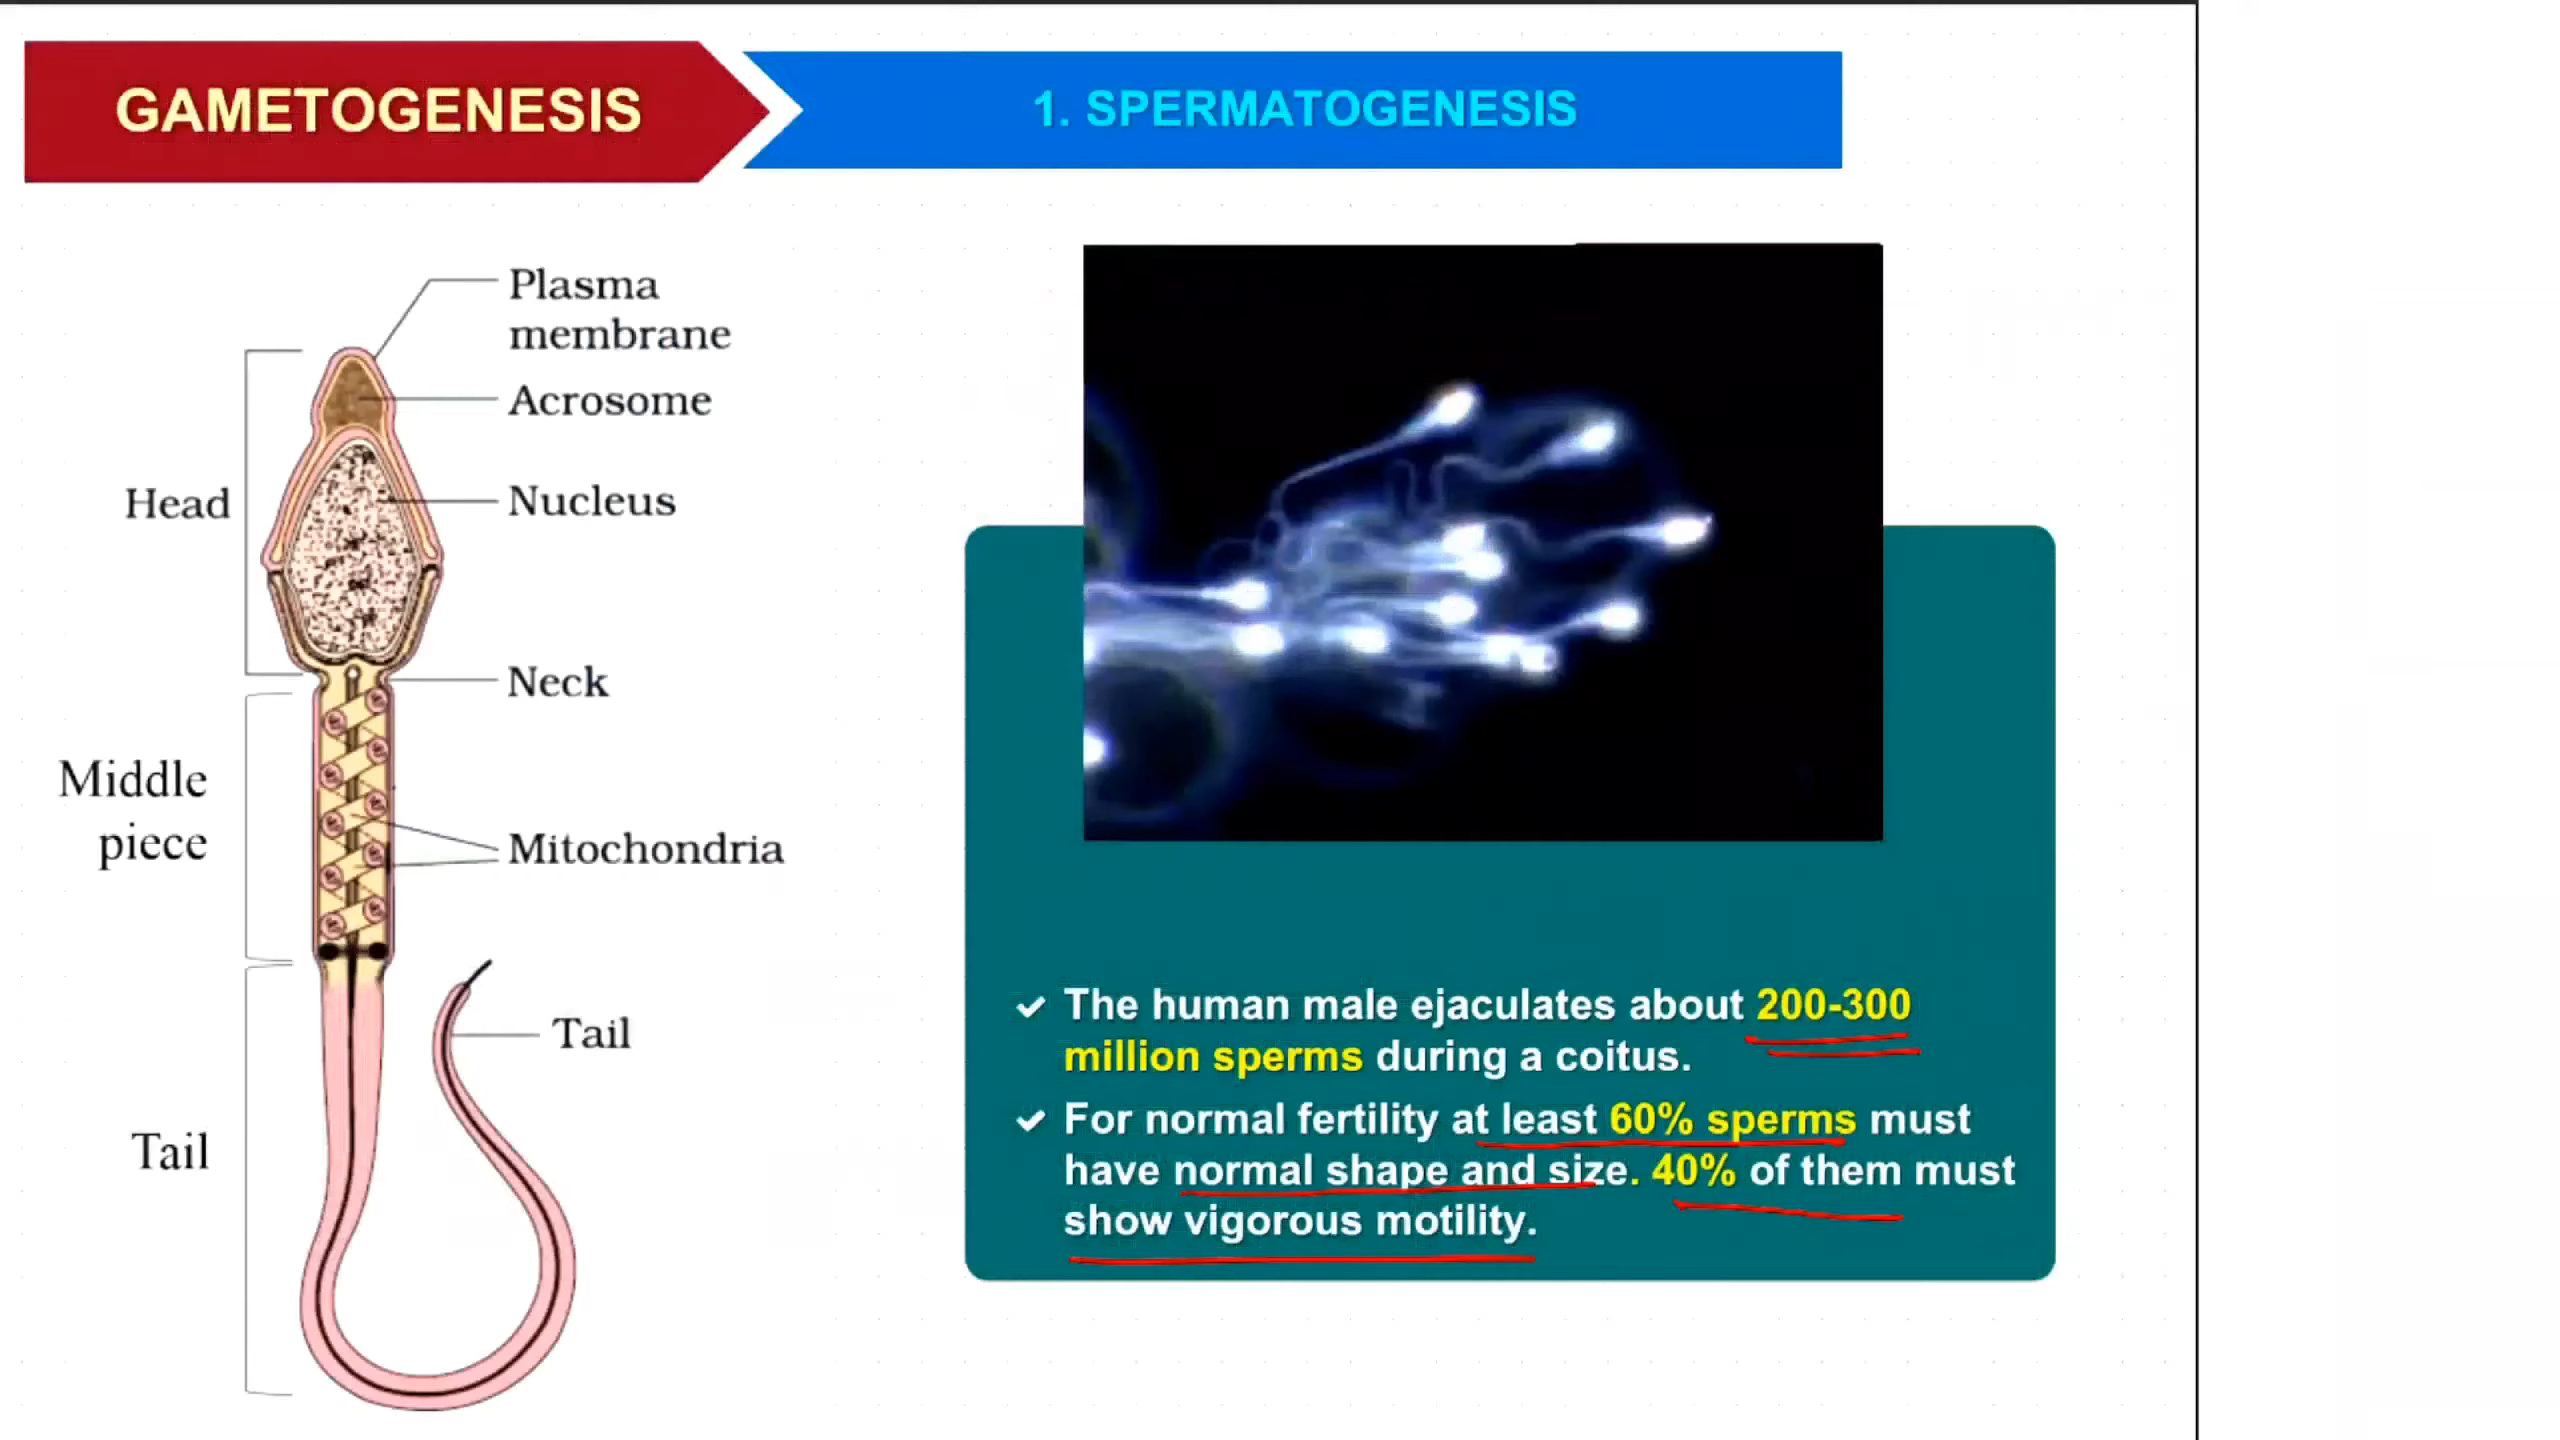 GAMETOGENESIS
1. SPERMATOGENESIS
Plasma
membrane
Acrosome
Head
Nucleus
Neck
Middle
piece
Mitochondria
Tail
Tail
✓ The human male ejaculates about 200-300
million sperms during a coitus.
✓ For normal fertility at least 60% sperms must
have normal shape and size. 40% of them must
show vigorous motility.